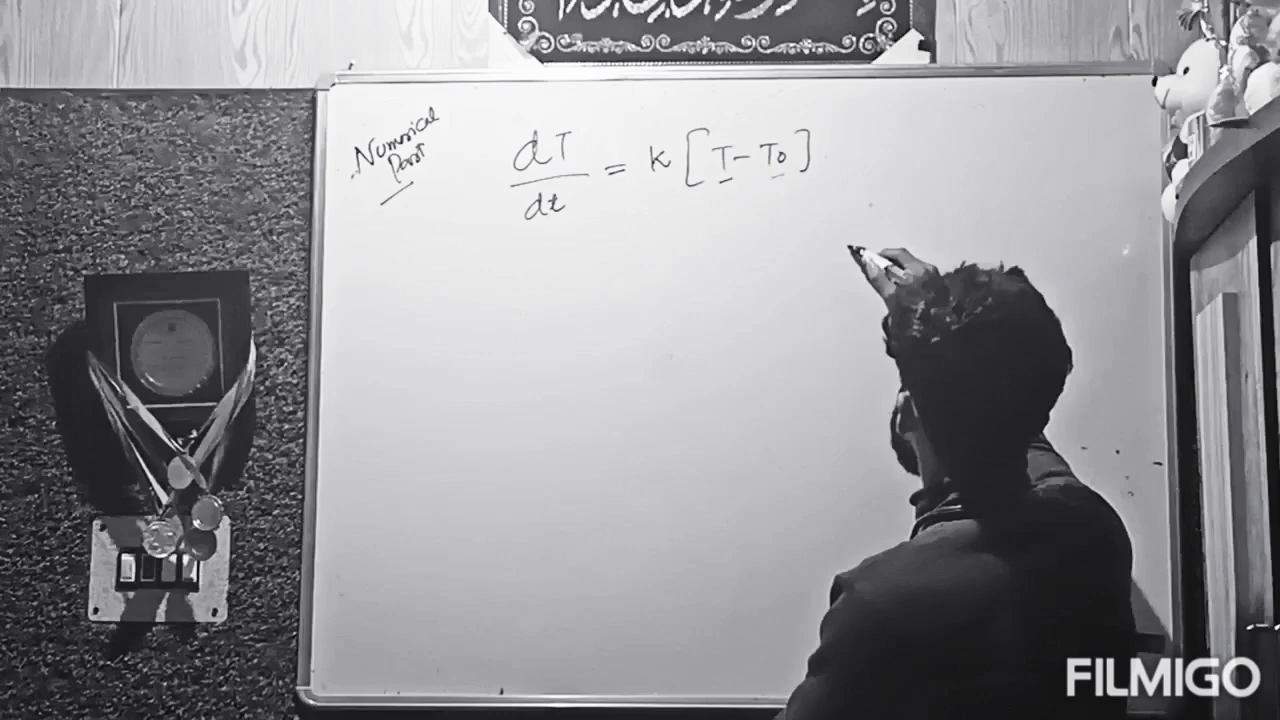 Numerical
Part
dT/dt = K [T - T0]
FILMIGO